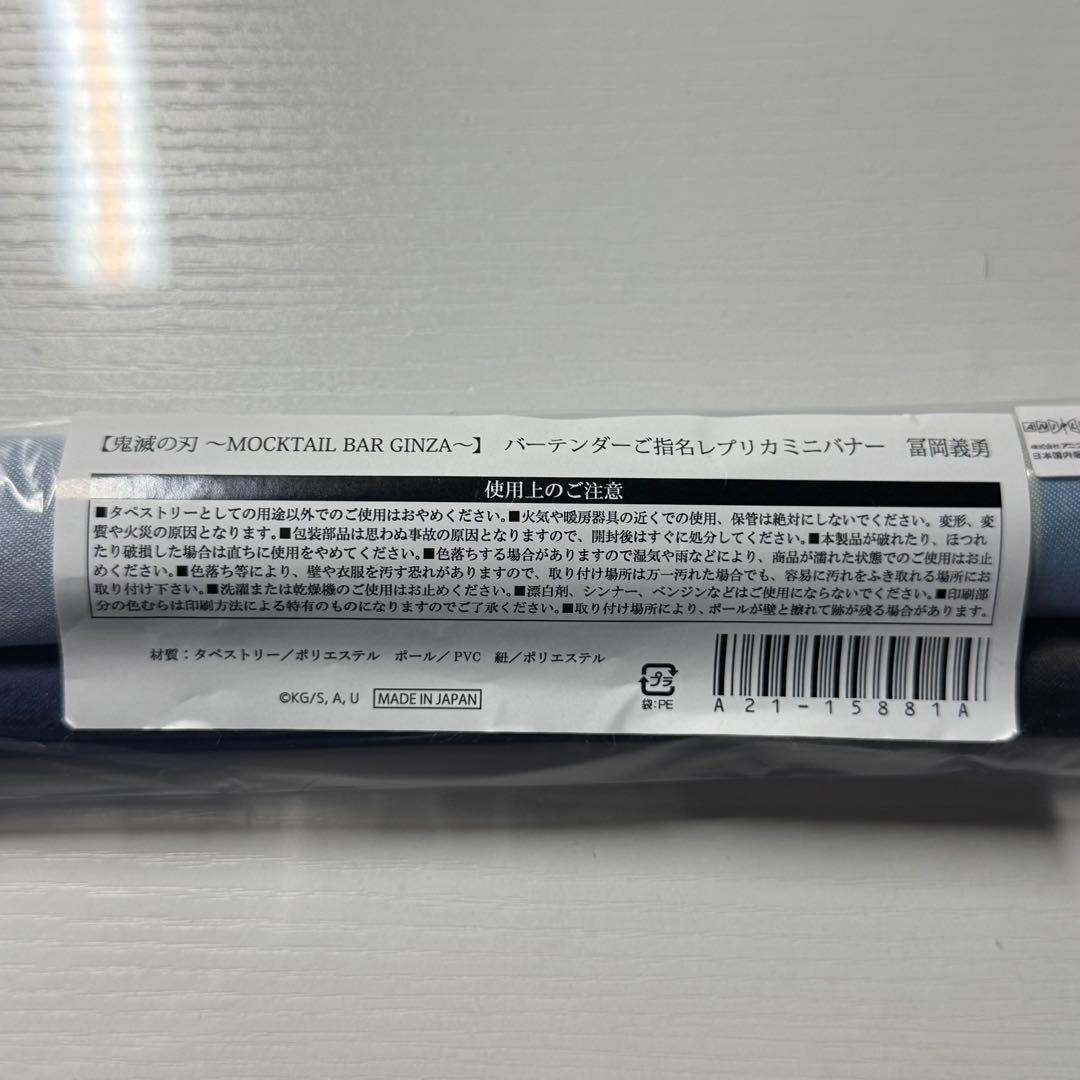 【鬼滅の刃 ～MOCKTAIL BAR GINZA～】 バーテンダーご指名レプリカミニバナー 冨岡義勇
使用上のご注意
■タペストリーとしての用途以外でのご使用はおやめください。■火気や暖房器具の近くでの使用、保管は絶対にしないでください。変形、変
質や火災の原因となります。■包装部品は思わぬ事故の原因となりますので、開封後はすぐに処分してください。■本製品が破れたり、ほつれ
たり破損した場合は直ちに使用をやめてください。■色落ちする場合がありますので湿気や雨などにより、商品が濡れた状態でのご使用はお止
めください。■色落ち等により、壁や衣服を汚す恐れがありますので、取り付け場所は万一汚れた場合でも、容易に汚れをふき取れる場所にお
取り付け下さい。■洗濯または乾燥機のご使用はお止めください。■漂白剤、シンナー、ベンジンなどはご使用にならないでください。■印刷部
分の色むらは印刷方法による特有のものになりますのでご了承ください。■取り付け場所により、ポールが壁と擦れて跡が残る場合があります。
材質：タペストリー／ポリエステル ポール／PVC 紐／ポリエステル
©KG/S, A, U MADE IN JAPAN
プラ
袋:PE
A21-15881A
株式会社アニ
日本国内